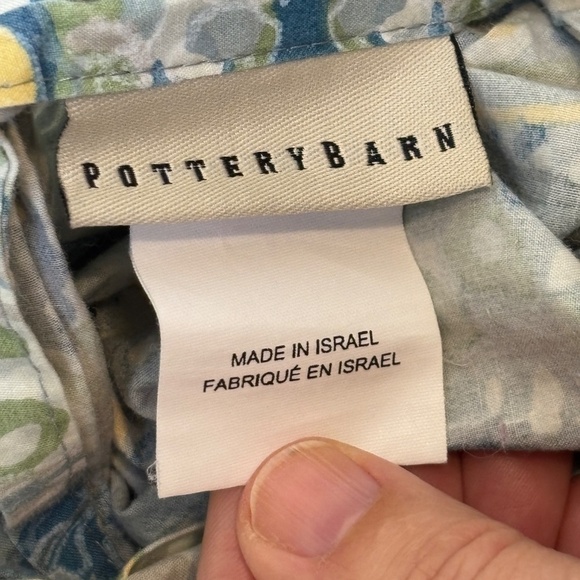 POTTERYBARN
MADE IN ISRAEL
FABRIQUÉ EN ISRAEL